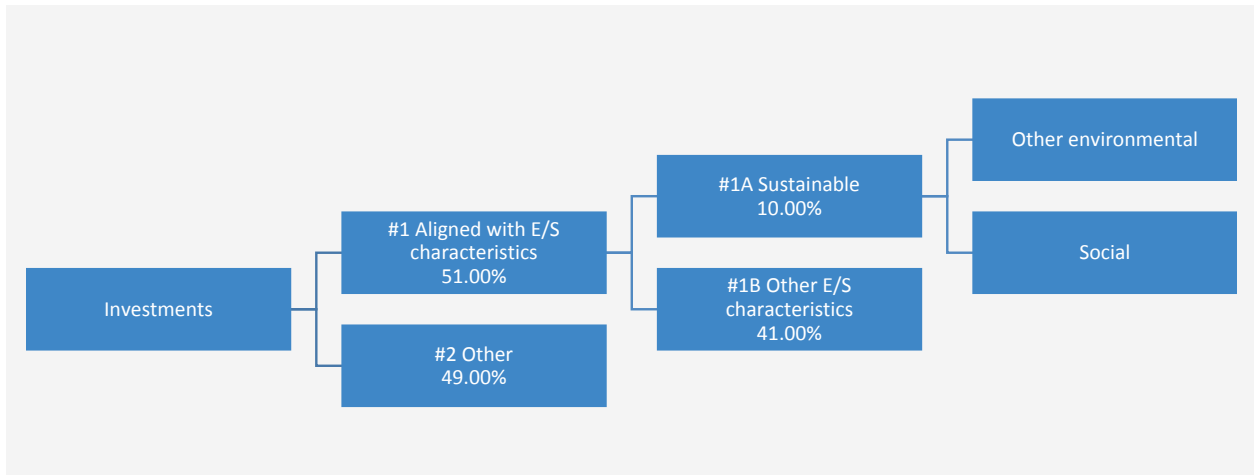 Investments
#1 Aligned with E/S
characteristics
51.00%
#2 Other
49.00%
#1A Sustainable
10.00%
#1B Other E/S
characteristics
41.00%
Other environmental
Social